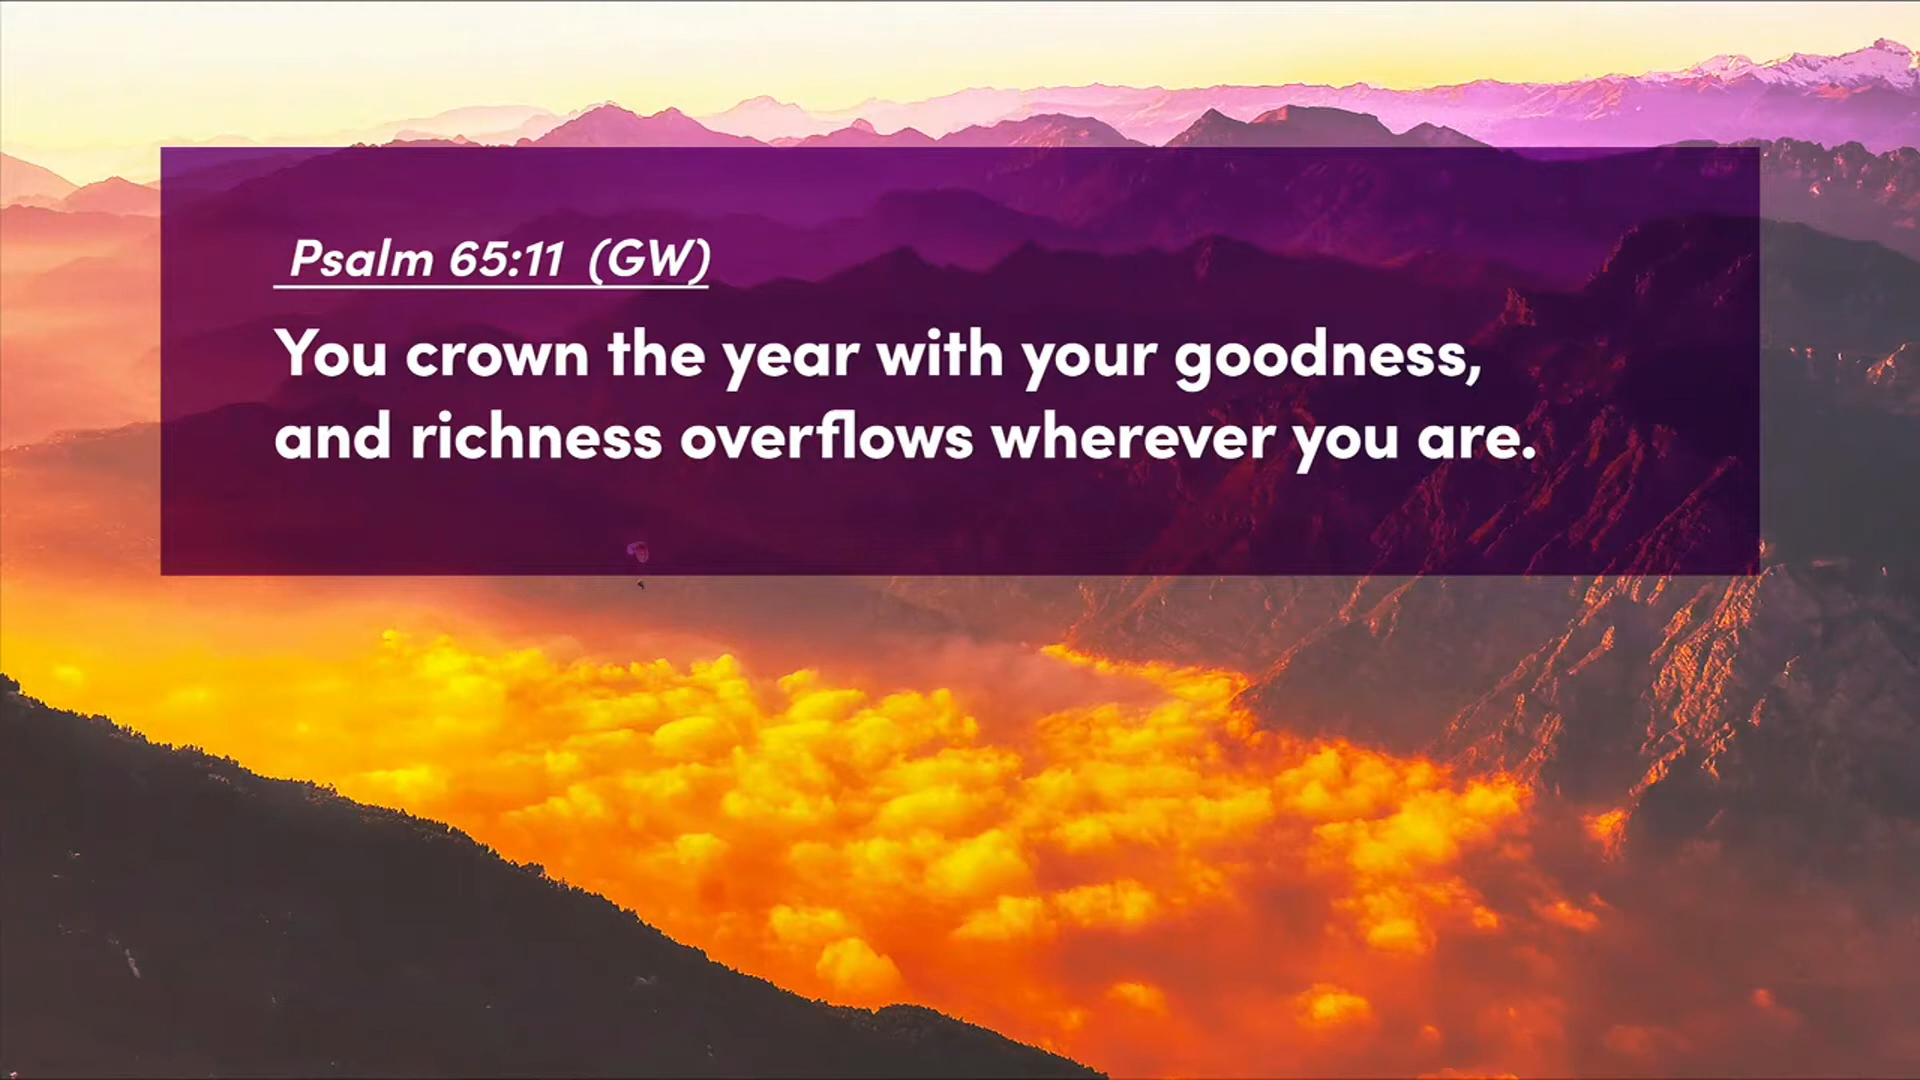 Psalm 65:11 (GW)
You crown the year with your goodness,
and richness overflows wherever you are.